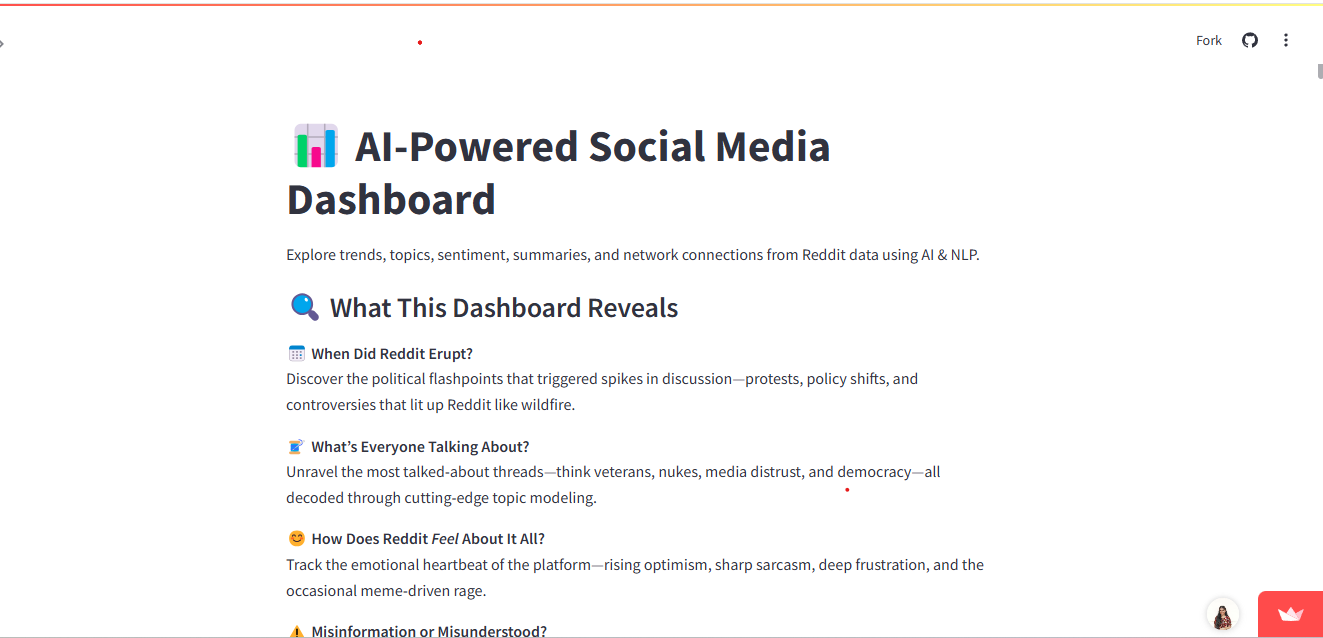 Fork
AI-Powered Social Media
Dashboard
Explore trends, topics, sentiment, summaries, and network connections from Reddit data using AI & NLP.
What This Dashboard Reveals
When Did Reddit Erupt?
Discover the political flashpoints that triggered spikes in discussion—protests, policy shifts, and
controversies that lit up Reddit like wildfire.
What’s Everyone Talking About?
Unravel the most talked-about threads—think veterans, nukes, media distrust, and democracy—all
decoded through cutting-edge topic modeling.
How Does Reddit Feel About It All?
Track the emotional heartbeat of the platform—rising optimism, sharp sarcasm, deep frustration, and the
occasional meme-driven rage.
Misinformation or Misunderstood?